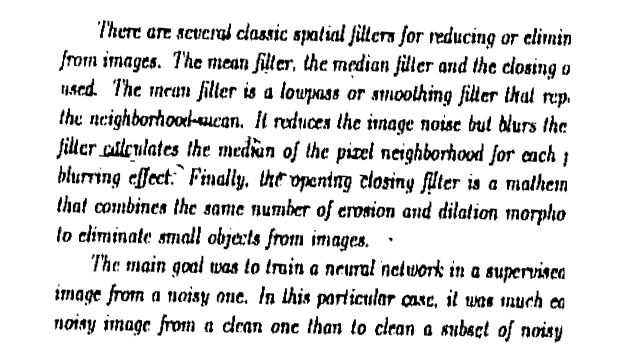 There are several classic spatial filters for reducing or elimin
from images. The mean filter, the median filter and the closing o
used. The mean filter is a lowpass or smoothing filter that rep
the neighborhood mean. It reduces the image noise but blurs the
filter calculates the median of the pixel neighborhood for each p
blurring effect. Finally, the opening closing filter is a mathem
that combines the same number of erosion and dilation morpho
to eliminate small objects from images.
The main goal was to train a neural network in a supervised
image from a noisy one. In this particular case, it was much ea
noisy image from a clean one than to clean a subset of noisy